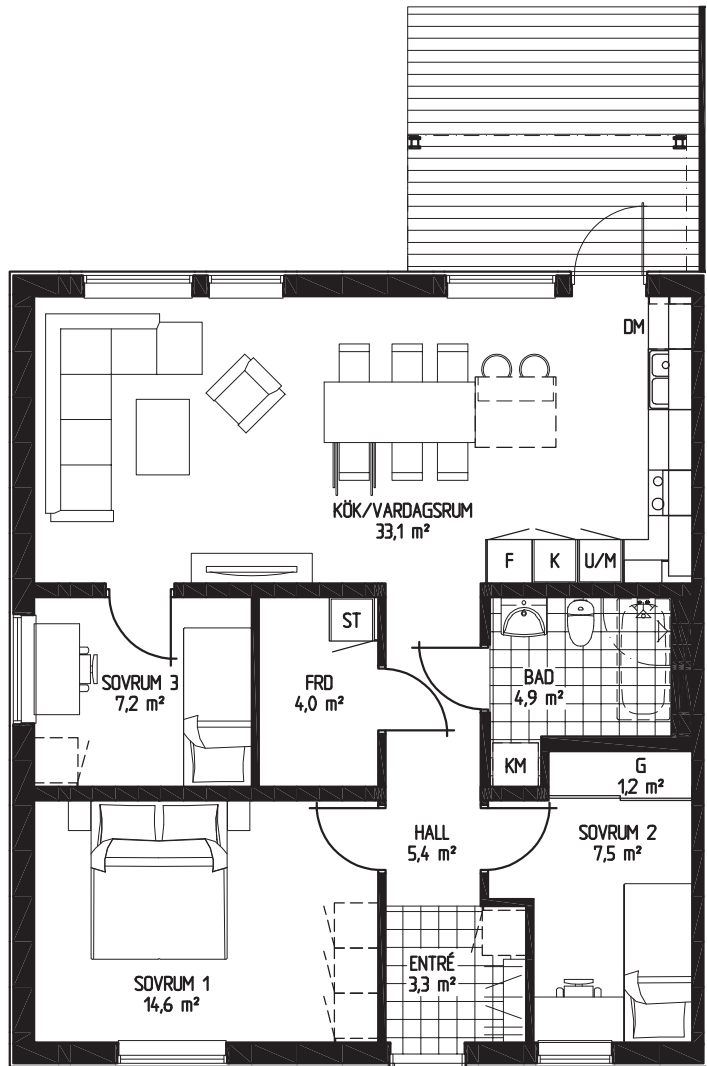 DM
KÖK/VARDAGSRUM
33,1 m²
F
K
U/M
ST
SOVRUM 3
7,2 m²
FRD
4,0 m²
BAD
4,9 m²
KM
G
1,2 m²
HALL
5,4 m²
SOVRUM 2
7,5 m²
SOVRUM 1
14,6 m²
ENTRÉ
3,3 m²